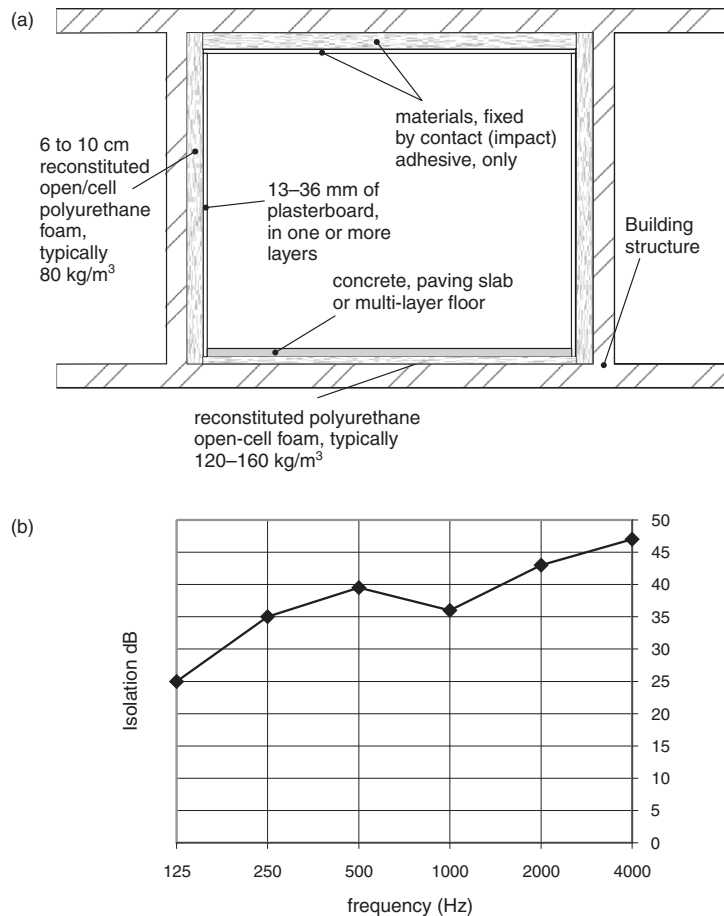 (a)
materials, fixed
by contact (impact)
adhesive, only
6 to 10 cm
reconstituted
open/cell
polyurethane
foam,
typically
80 kg/m³
13–36 mm of
plasterboard,
in one or more
layers
Building
structure
concrete, paving slab
or multi-layer floor
reconstituted polyurethane
open-cell foam, typically
120–160 kg/m³
(b)
50
45
40
35
30
25
20
15
10
5
0
Isolation dB
125 250 500 1000 2000 4000
frequency (Hz)